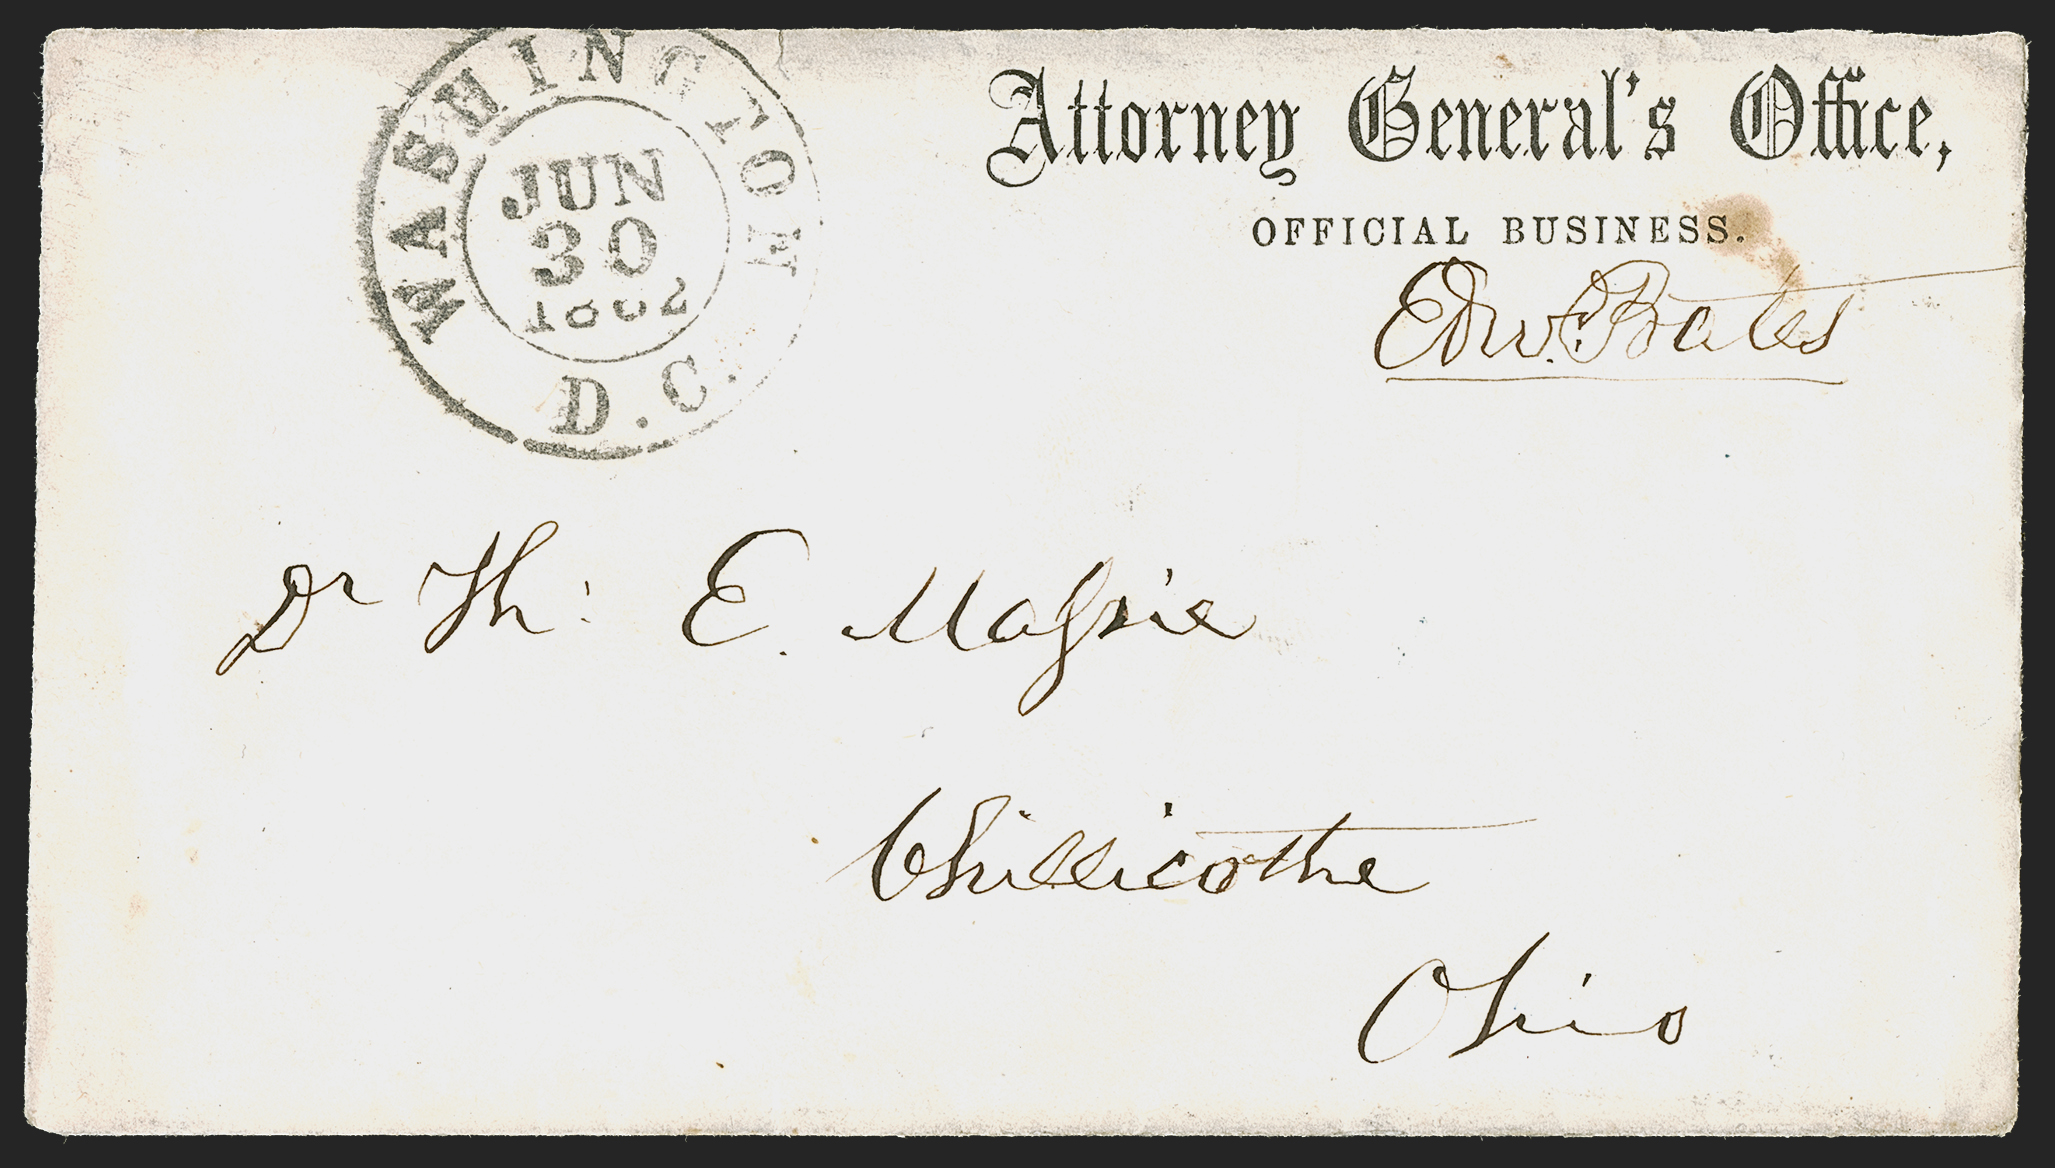 WASHINGTON
JUN
30
1862
D.C.
Attorney General's Office,
OFFICIAL BUSINESS.
Edw. Bates
Dr Th: E. Maſsie
Chillicothe
Ohio